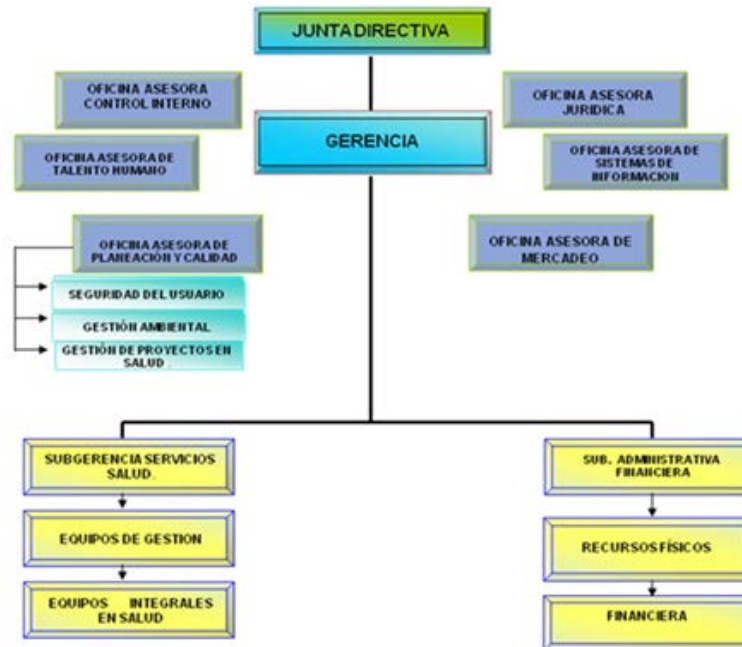 JUNTA DIRECTIVA
OFICINA ASESORA
CONTROL INTERNO
OFICINA ASESORA
JURIDICA
GERENCIA
OFICINA ASESORA DE
TALENTO HUMANO
OFICINA ASESORA DE
SISTEMAS DE
INFORMACION
OFICINA ASESORA DE
PLANEACIÓN Y CALIDAD
OFICINA ASESORA DE
MERCADEO
SEGURIDAD DEL USUARIO
GESTIÓN AMBIENTAL
GESTIÓN DE PROYECTOS EN
SALUD .
SUBGERENCIA SERVICIOS
SALUD .
SUB. ADMINISTRATIVA
FINANCIERA
EQUIPOS DE GESTION
RECURSOS FÍSICOS
EQUIPOS INTEGRALES
EN SALUD
FINANCIERA